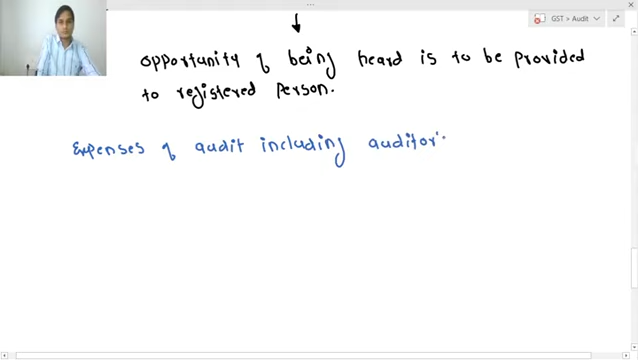 GST > Audit
opportunity of being heard is to be provided
to registered person.
Expenses of audit including auditor'